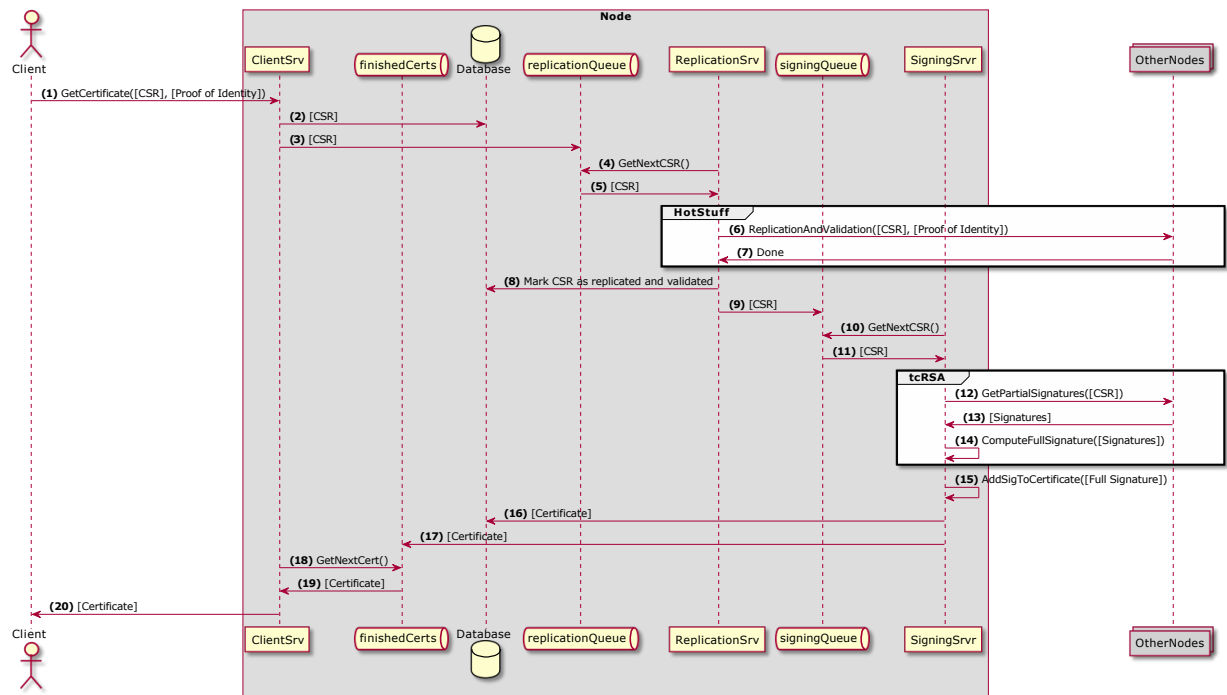 Node
Client
ClientSrv
finishedCerts
Database
replicationQueue
ReplicationSrv
signingQueue
SigningSrvr
OtherNodes
(1) GetCertificate([CSR], [Proof of Identity])
(2) [CSR]
(3) [CSR]
(4) GetNextCSR()
(5) [CSR]
HotStuff
(6) ReplicationAndValidation([CSR], [Proof of Identity])
(7) Done
(8) Mark CSR as replicated and validated
(9) [CSR]
(10) GetNextCSR()
(11) [CSR]
tcRSA
(12) GetPartialSignatures([CSR])
(13) [Signatures]
(14) ComputeFullSignature([Signatures])
(15) AddSigToCertificate([Full Signature])
(16) [Certificate]
(17) [Certificate]
(18) GetNextCert()
(19) [Certificate]
(20) [Certificate]
Client
ClientSrv
finishedCerts
Database
replicationQueue
ReplicationSrv
signingQueue
SigningSrvr
OtherNodes